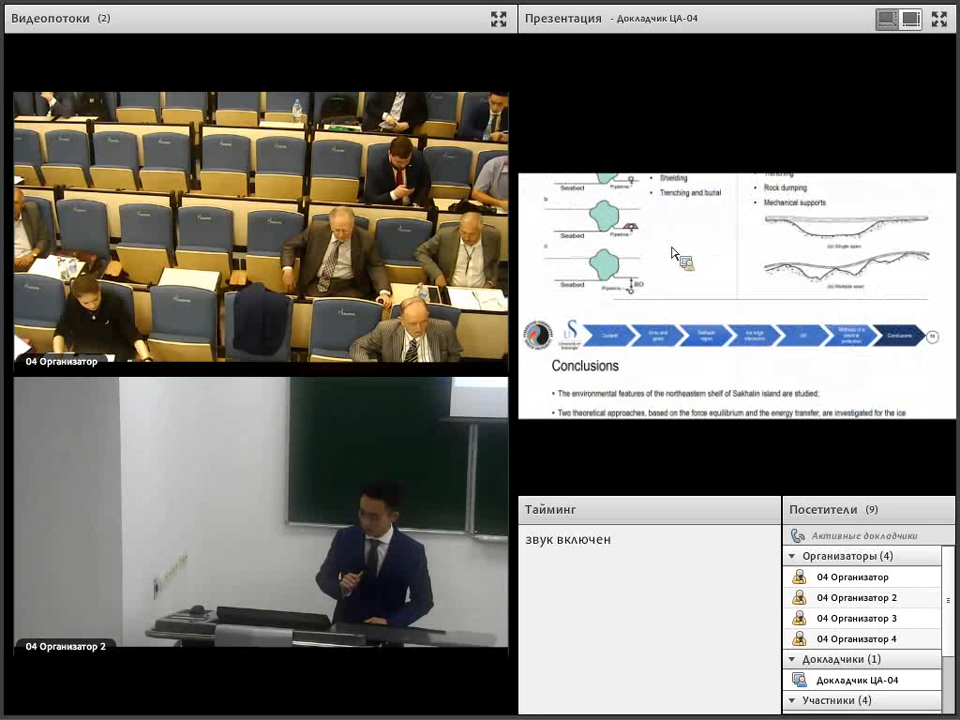 Видеопотоки (2)
Презентация - Докладчик ЦА-04
04 Организатор
04 Организатор 2
Seabed
Shielding
Trenching and burial
b
Seabed
c
Seabed
Rock dumping
Mechanical supports
(a) Single span
(b) Multiple span
Conclusions
Conclusions
• The environmental features of the northeastern shelf of Sakhalin island are studied;
• Two theoretical approaches, based on the force equilibrium and the energy transfer, are investigated for the ice
Тайминг
звук включен
Посетители (9)
Активные докладчики
Организаторы (4)
04 Организатор
04 Организатор 2
04 Организатор 3
04 Организатор 4
Докладчики (1)
Докладчик ЦА-04
Участники (4)